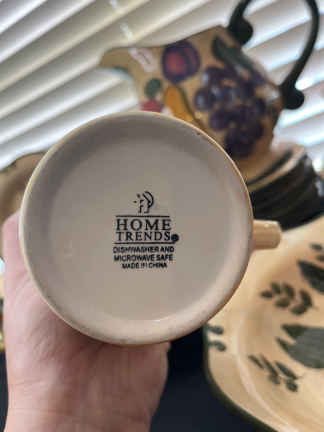 HOME
TRENDS
DISHWASHER AND
MICROWAVE SAFE
MADE IN CHINA